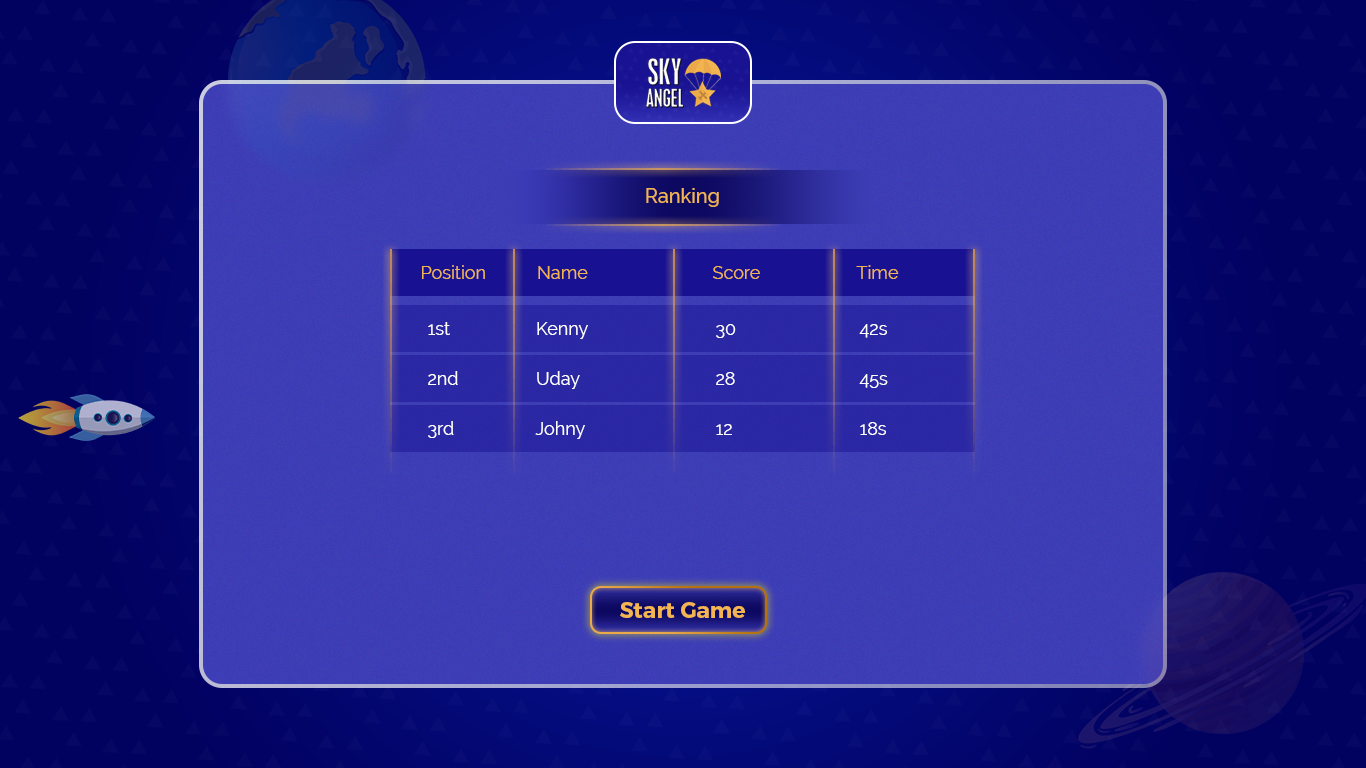 SKY
ANGEL
Ranking
Position Name Score Time
1st Kenny 30 42s
2nd Uday 28 45s
3rd Johny 12 18s
Start Game